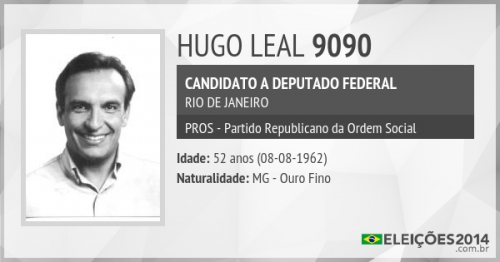 HUGO LEAL 9090
CANDIDATO A DEPUTADO FEDERAL
RIO DE JANEIRO
PROS - Partido Republicano da Ordem Social
Idade: 52 anos (08-08-1962)
Naturalidade: MG - Ouro Fino
ELEIÇÕES2014
.com.br